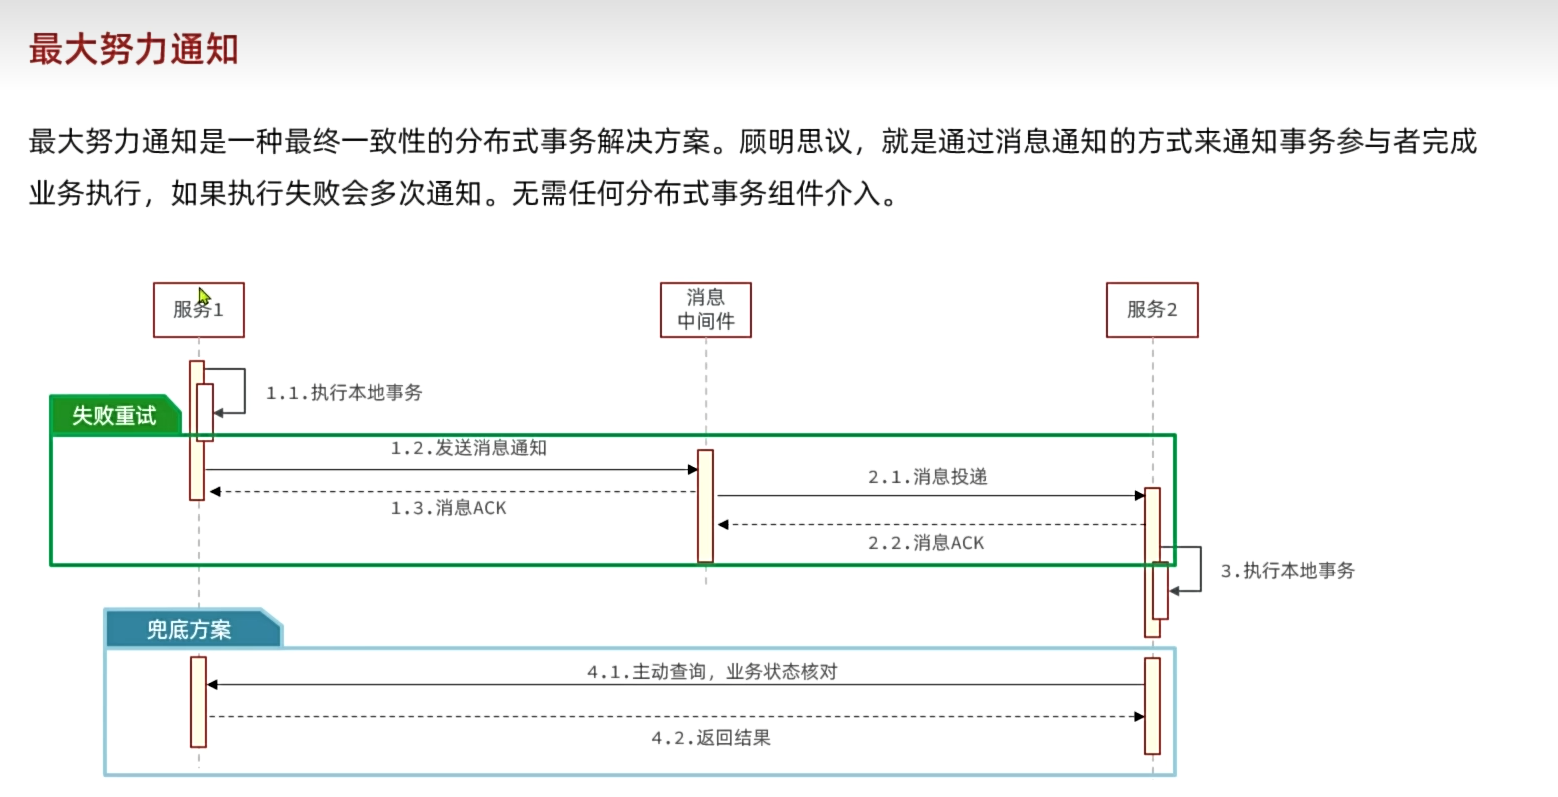 最大努力通知
最大努力通知是一种最终一致性的分布式事务解决方案。顾明思议，就是通过消息通知的方式来通知事务参与者完成
业务执行，如果执行失败会多次通知。无需任何分布式事务组件介入。
服务1
消息
中间件
服务2
1.1.执行本地事务
失败重试
1.2.发送消息通知
2.1.消息投递
1.3.消息ACK
2.2.消息ACK
3.执行本地事务
兜底方案
4.1.主动查询，业务状态核对
4.2.返回结果